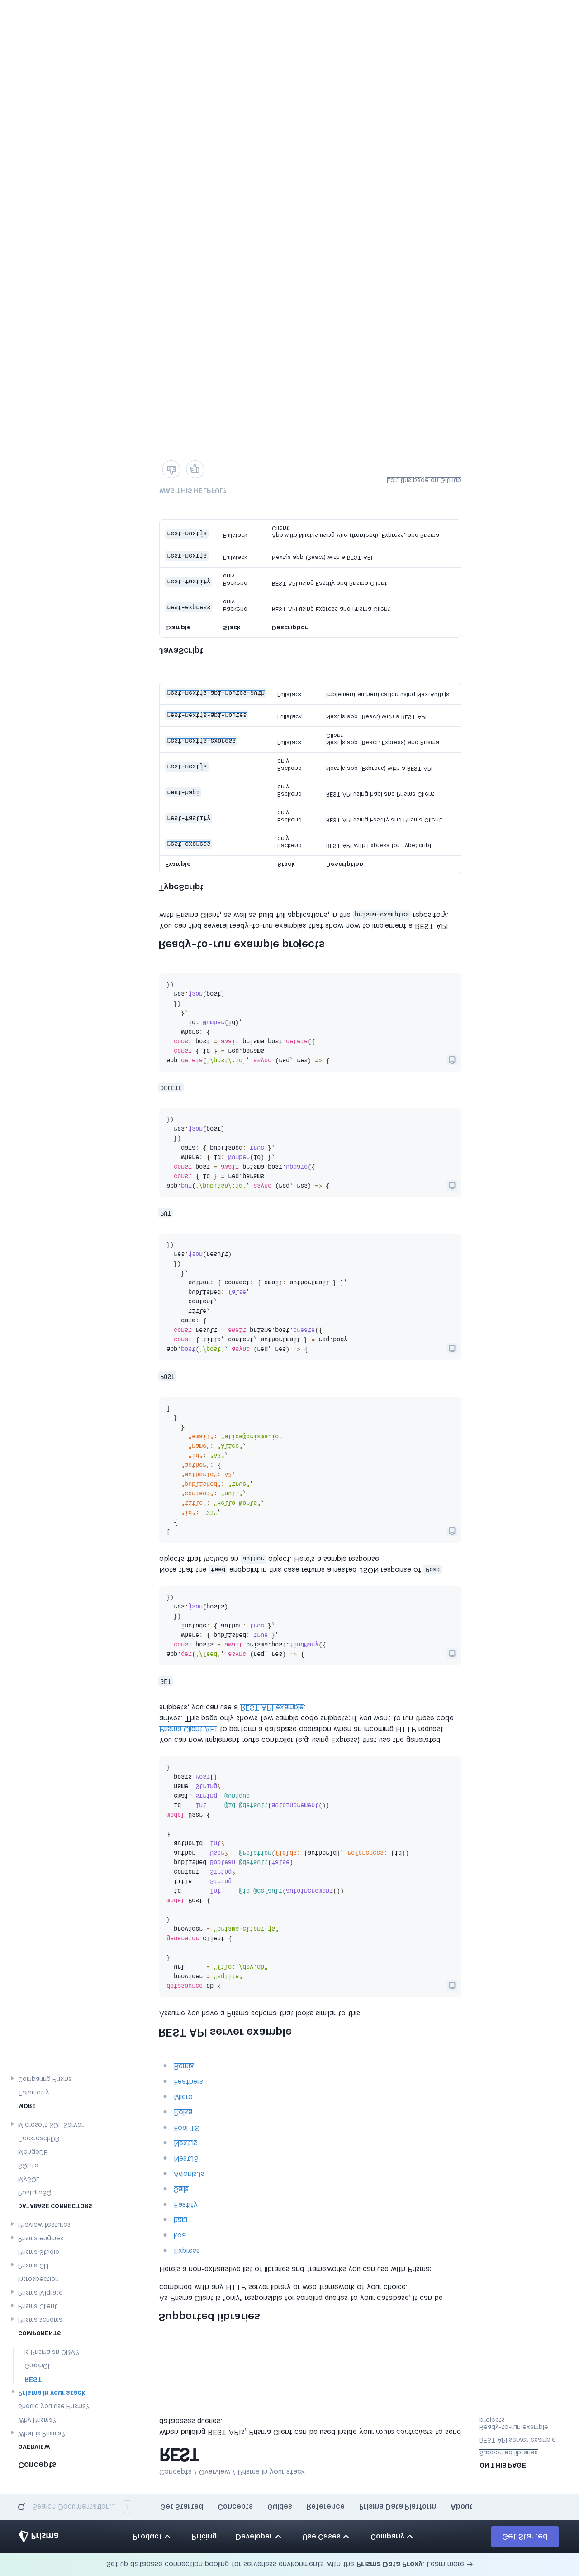 Set up database connection pooling for serverless environments with the Prisma Data Proxy. Learn more →
Prisma
Product
Pricing
Developer
Use Cases
Company
Get Started
Search Documentation...
/
Get Started
Concepts
Guides
Reference
Prisma Data Platform
About
Concepts
OVERVIEW
What is Prisma?
Why Prisma?
Should you use Prisma?
Prisma in your stack
REST
GraphQL
Is Prisma an ORM?
COMPONENTS
Prisma schema
Prisma Client
Prisma Migrate
Introspection
Prisma CLI
Prisma Studio
Prisma engines
Preview features
DATABASE CONNECTORS
PostgreSQL
MySQL
SQLite
MongoDB
CockroachDB
Microsoft SQL Server
MORE
Telemetry
Comparing Prisma
Concepts / Overview / Prisma in your stack
REST
When building REST APIs, Prisma Client can be used inside your route controllers to send
databases queries.
ON THIS PAGE
Supported libraries
REST API server example
Ready-to-run example
projects
Supported libraries
As Prisma Client is "only" responsible for sending queries to your database, it can be
combined with any HTTP server library or web framework of your choice.
Here's a non-exhaustive list of libraries and frameworks you can use with Prisma:
Express
koa
hapi
Fastify
Sails
AdonisJs
NestJS
Next.js
Foal TS
Polka
Micro
Feathers
Remix
REST API server example
Assume you have a Prisma schema that looks similar to this:
datasource db {
provider = "sqlite"
url = "file:./dev.db"
}
generator client {
provider = "prisma-client-js"
}
model Post {
id Int @id @default(autoincrement())
title String
content String?
published Boolean @default(false)
author User? @relation(fields: [authorId], references: [id])
authorId Int?
}
model User {
id Int @id @default(autoincrement())
email String @unique
name String?
posts Post[]
}
You can now implement route controller (e.g. using Express) that use the generated
Prisma Client API to perform a database operation when an incoming HTTP request
arrives. This page only shows few sample code snippets; if you want to run these code
snippets, you can use a REST API example.
GET
app.get('/feed', async (req, res) => {
const posts = await prisma.post.findMany({
where: { published: true },
include: { author: true },
})
res.json(posts)
})
Note that the feed endpoint in this case returns a nested JSON response of Post
objects that include an author object. Here's a sample response:
[
{
"id": "21",
"title": "Hello World",
"content": "null",
"published": "true",
"authorId": 42,
"author": {
"id": "42",
"name": "Alice",
"email": "alice@prisma.io"
}
}
]
POST
app.post('/post', async (req, res) => {
const { title, content, authorEmail } = req.body
const result = await prisma.post.create({
data: {
title,
content,
published: false,
author: { connect: { email: authorEmail } },
},
})
res.json(result)
})
PUT
app.put('/publish/:id', async (req, res) => {
const { id } = req.params
const post = await prisma.post.update({
where: { id: Number(id) },
data: { published: true },
})
res.json(post)
})
DELETE
app.delete('/post/:id', async (req, res) => {
const { id } = req.params
const post = await prisma.post.delete({
where: {
id: Number(id),
},
})
res.json(post)
})
Ready-to-run example projects
You can find several ready-to-run examples that show how to implement a REST API
with Prisma Client, as well as build full applications, in the prisma-examples repository.
TypeScript
Example Stack Description
rest-express Backend only REST API with Express for TypeScript
rest-fastify Backend only REST API using Fastify and Prisma Client.
rest-hapi Backend only REST API using hapi and Prisma Client
rest-nestjs Backend only Nest.js app (Express) with a REST API
rest-nextjs-express Fullstack Next.js app (React, Express) and Prisma Client
rest-nextjs-api-routes Fullstack Next.js app (React) with a REST API
rest-nextjs-api-routes-auth Fullstack Implement authentication using NextAuth.js
JavaScript
Example Stack Description
rest-express Backend only REST API using Express and Prisma Client
rest-fastify Backend only REST API using Fastify and Prisma Client
rest-nextjs Fullstack Next.js app (React) with a REST API
rest-nuxtjs Fullstack App with Nuxt.js using Vue (frontend), Express, and Prisma Client
WAS THIS HELPFUL?
Edit this page on GitHub